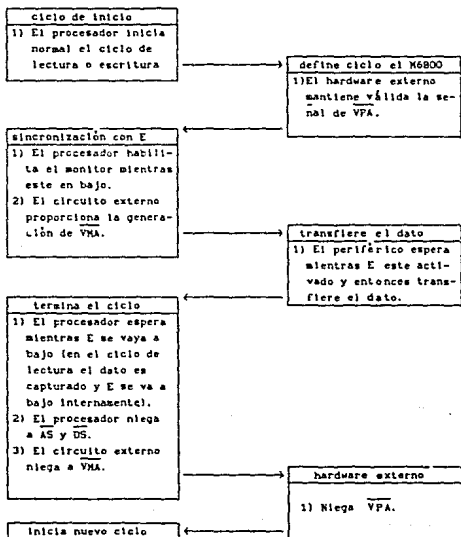 ciclo de inicio
1) El procesador inicia
normal el ciclo de
lectura o escritura
define ciclo el M6800
1)El hardware externo
mantiene válida la se-
ñal de VPA.
sincronización con E
1) El procesador habili-
ta el monitor mientras
este en bajo.
2) El circuito externo
proporciona la genera-
ción de VMA.
transfiere el dato
1) El periférico espera
mientras E este acti-
vado y entonces trans-
fiere el dato.
termina el ciclo
1) El procesador espera
mientras E se vaya a
bajo (en el ciclo de
lectura el dato es
capturado y E se va a
bajo internamente).
2) El procesador niega
a AS y DS.
3) El circuito externo
niega a VMA.
hardware externo
1) Niega VPA.
inicia nuevo ciclo